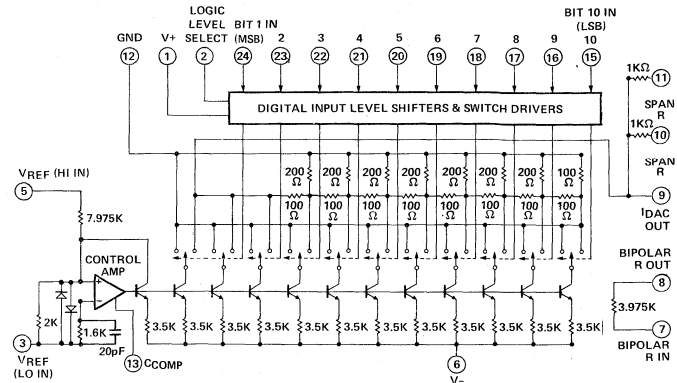 LOGIC
LEVEL
SELECT
GND
V+
BIT 1 IN
(MSB)
2
3
4
5
6
7
8
9
BIT 10 IN
(LSB)
10
12
1
2
24
23
22
21
20
19
18
17
16
15
DIGITAL INPUT LEVEL SHIFTERS & SWITCH DRIVERS
1KΩ
11
SPAN
R
1KΩ
10
SPAN
R
9
IDAC
OUT
200 Ω
200 Ω
200 Ω
200 Ω
200 Ω
200 Ω
200 Ω
100 Ω
100 Ω
100 Ω
100 Ω
100 Ω
100 Ω
100 Ω
100 Ω
100 Ω
VREF (HI IN)
5
7.975K
CONTROL
AMP
BIPOLAR
R OUT
8
3.975K
7
BIPOLAR
R IN
2K
1.6K
20pF
3
VREF
(LO IN)
13
CCOMP
3.5K
3.5K
3.5K
3.5K
3.5K
3.5K
3.5K
3.5K
3.5K
3.5K
3.5K
6
V-